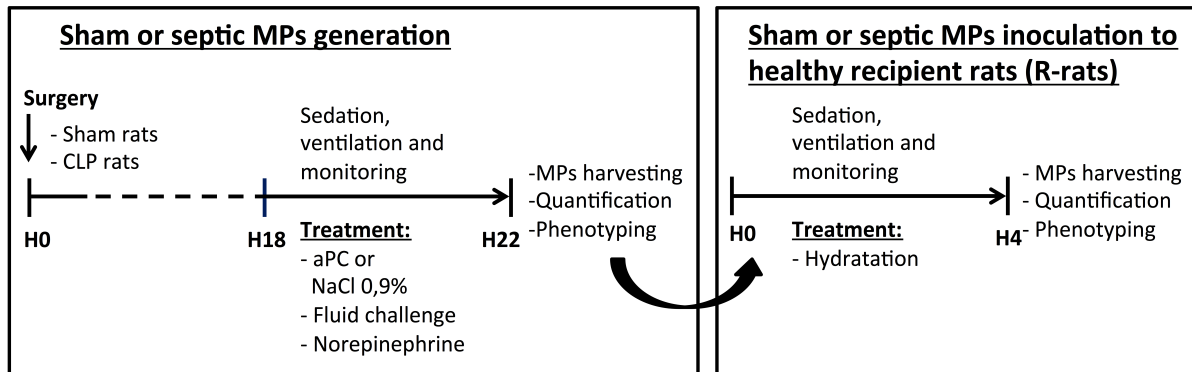 Sham or septic MPs generation
Surgery
- Sham rats
- CLP rats
Sedation,
ventilation and
monitoring
H0
H18
H22
Treatment:
- aPC or
NaCl 0,9%
- Fluid challenge
- Norepinephrine
-MPs harvesting
-Quantification
-Phenotyping
Sham or septic MPs inoculation to
healthy recipient rats (R-rats)
Sedation,
ventilation and
monitoring
H0
H4
Treatment:
- Hydratation
- MPs harvesting
- Quantification
- Phenotyping